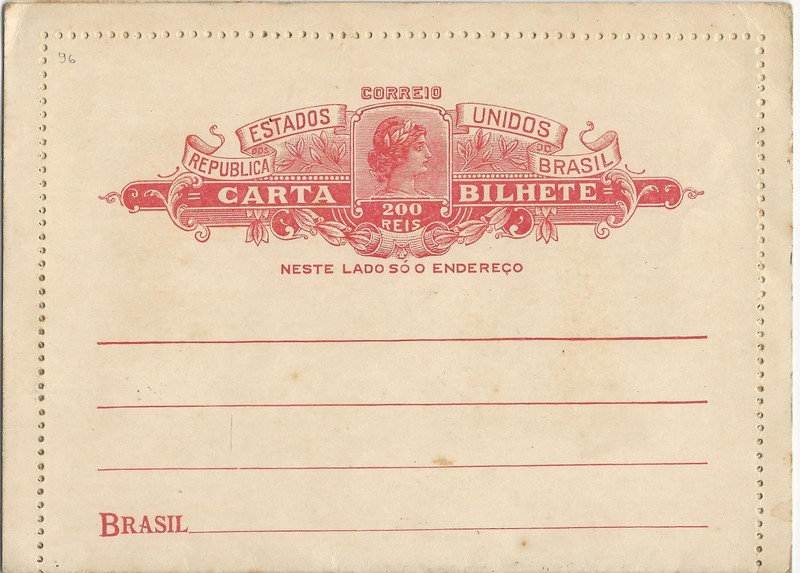 96
CORREIO
REPUBLICA DOS ESTADOS UNIDOS DO BRASIL
CARTA BILHETE
200
REIS
NESTE LADO SÓ O ENDEREÇO
BRASIL